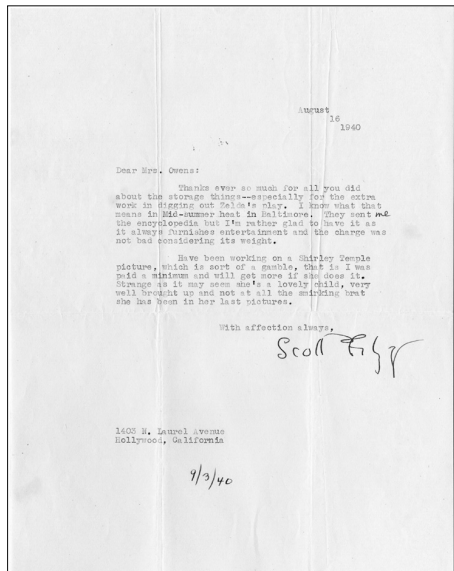 August
16
1940
Dear Mrs. Owens:
Thanks ever so much for all you did
about the storage things--especially for the extra
work in digging out Zelda's play. I know what that
means in Mid-summer heat in Baltimore. They sent me
the encyclopedia but I'm rather glad to have it as
it always furnishes entertainment and the charge was
not bad considering its weight.
Have been working on a Shirley Temple
picture, which is sort of a gamble, that is I was
paid a minimum and will get more if she does it.
Strange as it may seem she's a lovely child, very
well brought up and not at all the smirking brat
she has been in her last pictures.
With affection always,
Scott Fitzg
1403 N. Laurel Avenue
Hollywood, California
9/3/40